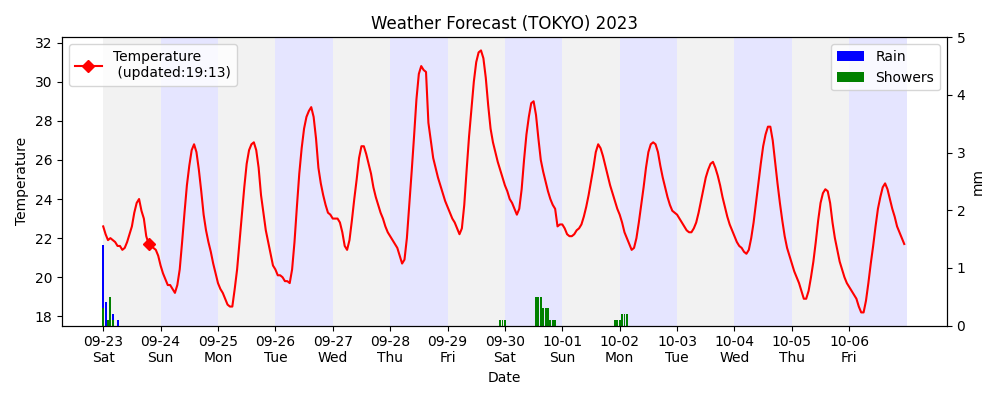 Weather Forecast (TOKYO) 2023
Temperature
(updated:19:13)
Rain
Showers
Temperature
32
30
28
26
24
22
20
18
5
4
3
2
1
0
mm
09-23 09-24 09-25 09-26 09-27 09-28 09-29 09-30 10-01 10-02 10-03 10-04 10-05 10-06
Sat Sun Mon Tue Wed Thu Fri Sat Sun Mon Tue Wed Thu Fri
Date